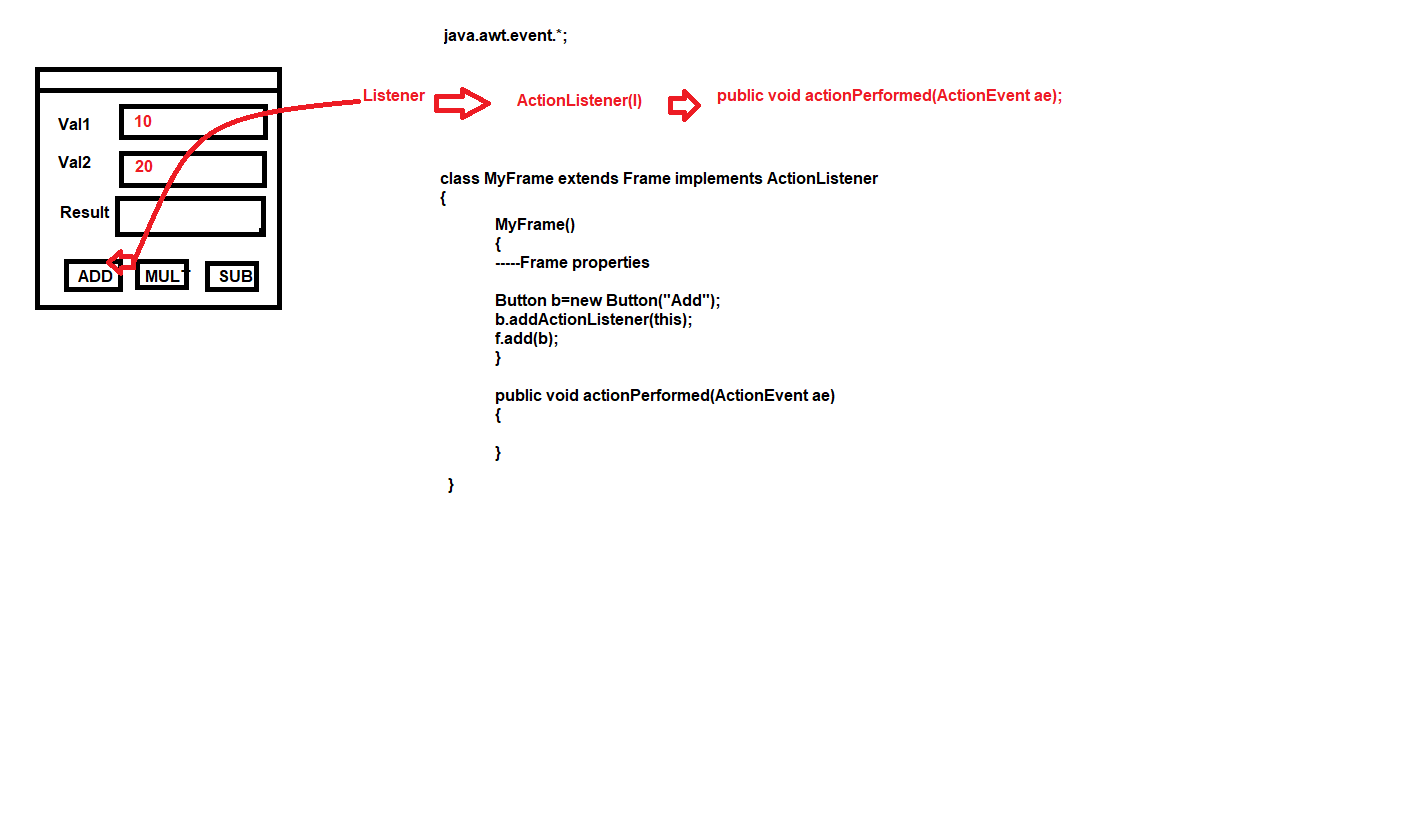 java.awt.event.*;
Listener
ActionListener(I)
public void actionPerformed(ActionEvent ae);
Val1
10
Val2
20
Result
ADD
MULT
SUB
class MyFrame extends Frame implements ActionListener
{
MyFrame()
{
-----Frame properties
Button b=new Button("Add");
b.addActionListener(this);
f.add(b);
}
public void actionPerformed(ActionEvent ae)
{
}
}